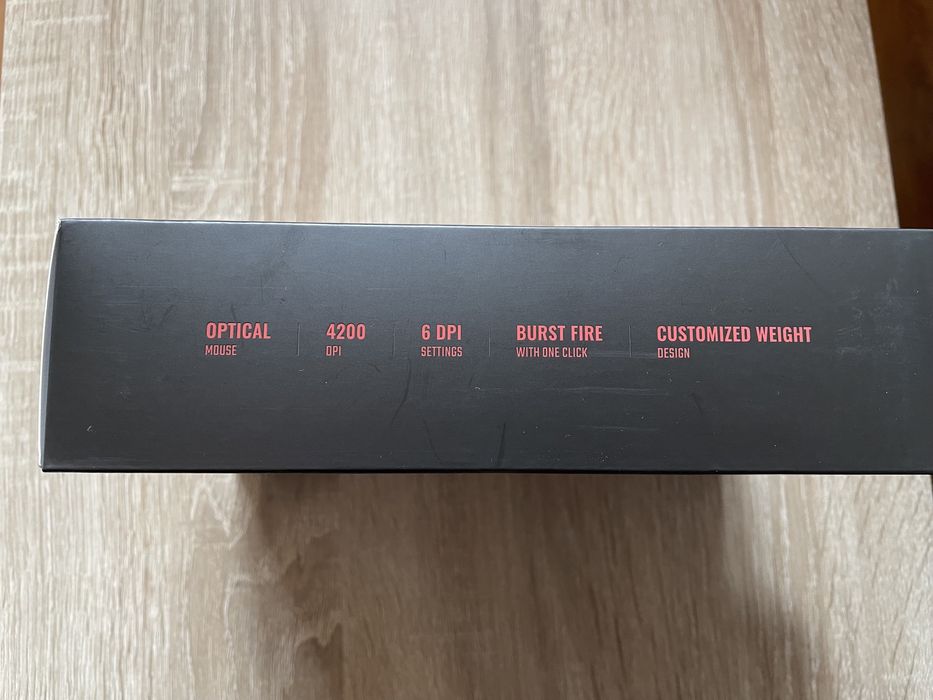 OPTICAL
MOUSE
4200
DPI
6 DPI
SETTINGS
BURST FIRE
WITH ONE CLICK
CUSTOMIZED WEIGHT
DESIGN